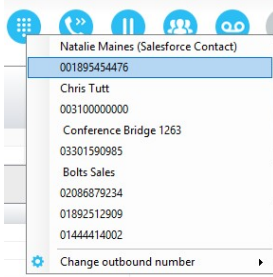 Natalie Maines (Salesforce Contact)
001895454476
Chris Tutt
003100000000
Conference Bridge 1263
03301590985
Bolts Sales
02086879234
01892512909
01444414002
Change outbound number